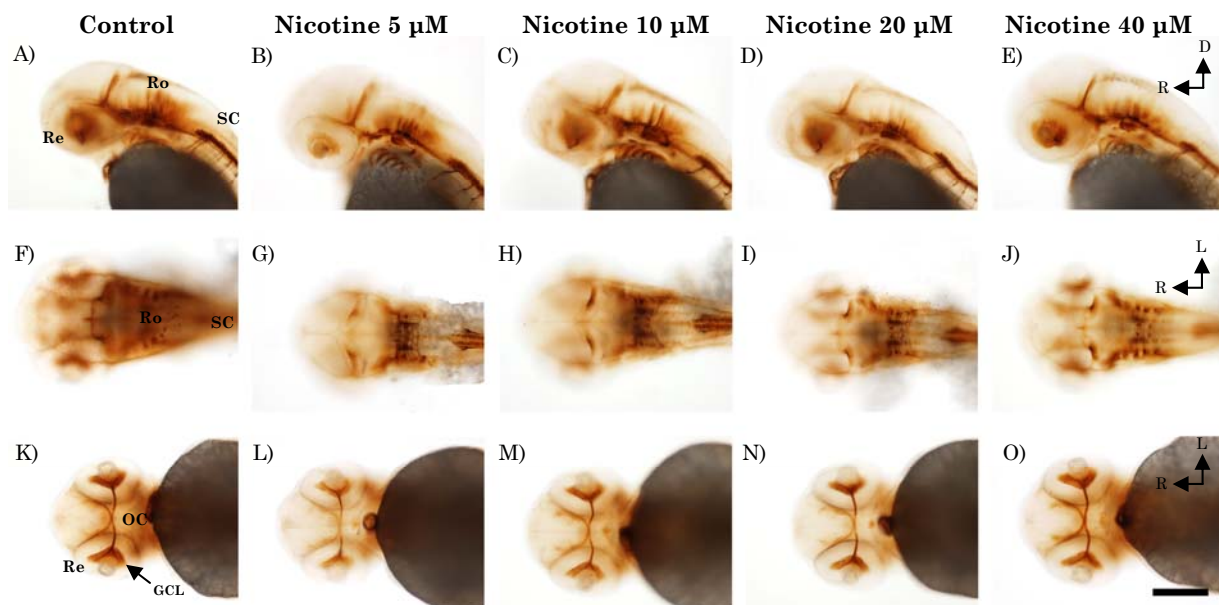 Control Nicotine 5 µM Nicotine 10 µM Nicotine 20 µM Nicotine 40 µM
A) B) C) D) E) D
Ro R
SC
Re
F) G) H) I) J) L
R
Ro SC
K) L) M) N) O) L
R
OC
Re
GCL